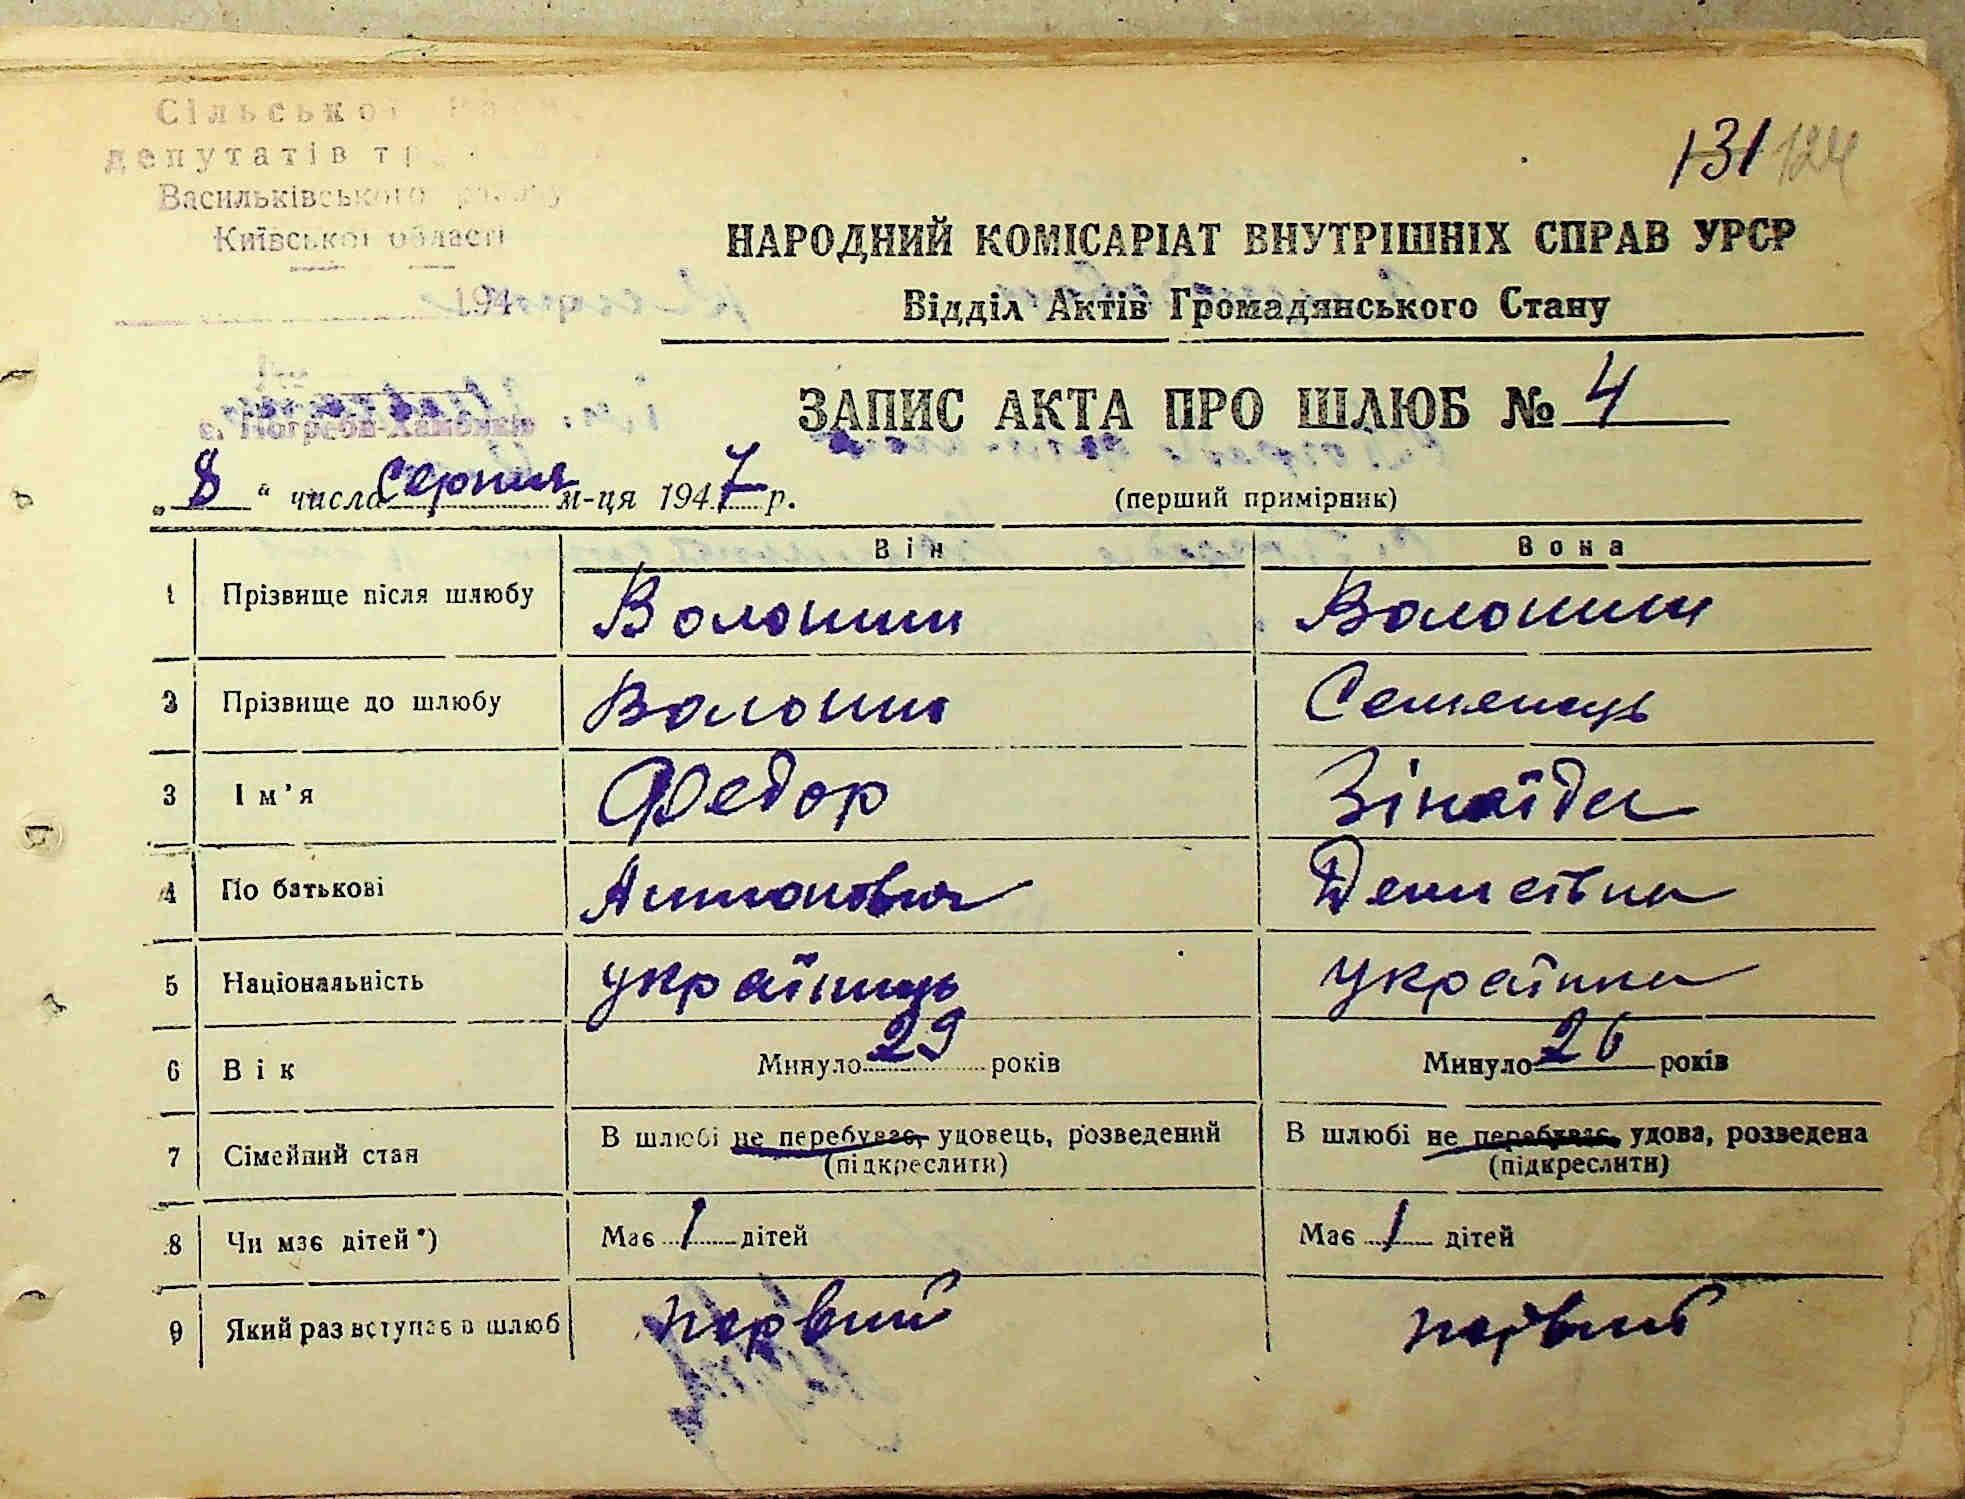 Сільської
депутатів
Васильківського району
Київської області
194 р.
131 124
НАРОДНИЙ КОМІСАРІАТ ВНУТРІШНІХ СПРАВ УРСР
Відділ Актів Громадянського Стану
ЗАПИС АКТА ПРО ШЛЮБ № 4
„8“ числа Серпня м-ця 1947 р.
(перший примірник)
Він Вона
1 Прізвище після шлюбу Волошин Волошин
2 Прізвище до шлюбу Волошин Семенець
3 Ім’я Федор Зінаїда
4 По батькові Антонович Денисівна
5 Національність українець українка
6 Вік Минуло 29 років Минуло 26 років
7 Сімейний стан В шлюбі не перебуває, удовець, розведений В шлюбі не перебуває, удова, розведена
(підкреслити) (підкреслити)
8 Чи має дітей*) Має 1 дітей Має 1 дітей
9 Який раз вступає в шлюб первий первий